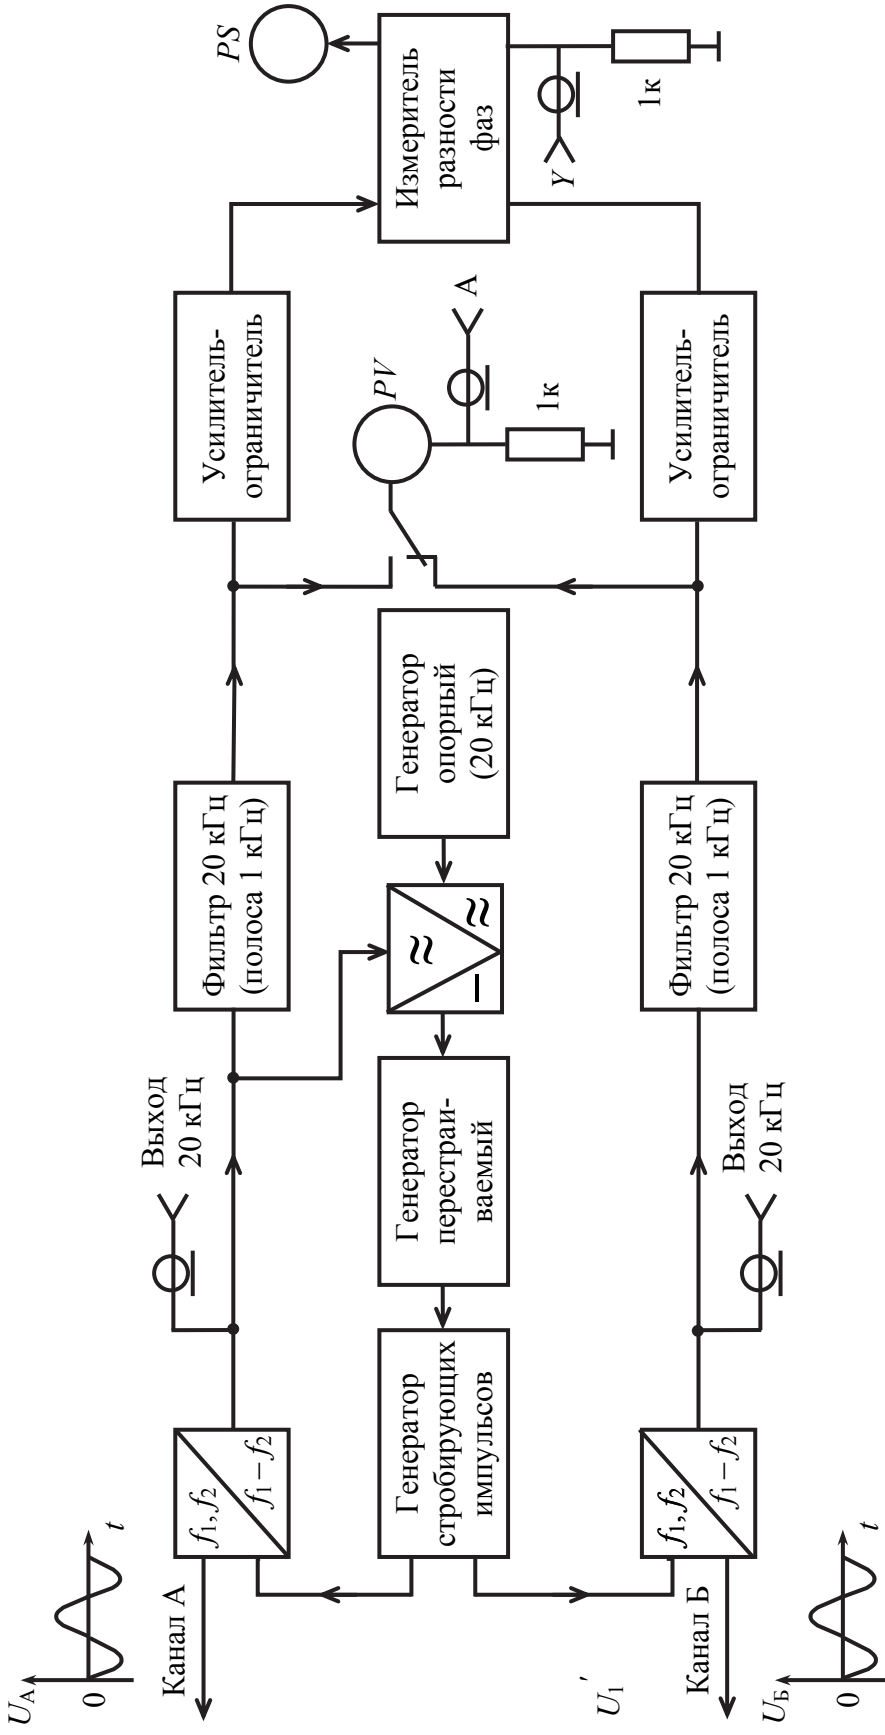 U_А
0
t
Канал А
f₁, f₂
f₁ – f₂
Выход
20 кГц
Фильтр 20 кГц
(полоса 1 кГц)
Усилитель-
ограничитель
PS
Генератор
стробирующих
импульсов
Генератор
перестраи-
ваемый
≈
≈
–
Генератор
опорный
(20 кГц)
PV
А
1к
Измеритель
разности
фаз
Y
1к
U₁′
Канал Б
f₁, f₂
f₁ – f₂
Выход
20 кГц
Фильтр 20 кГц
(полоса 1 кГц)
Усилитель-
ограничитель
U_Б
0
t